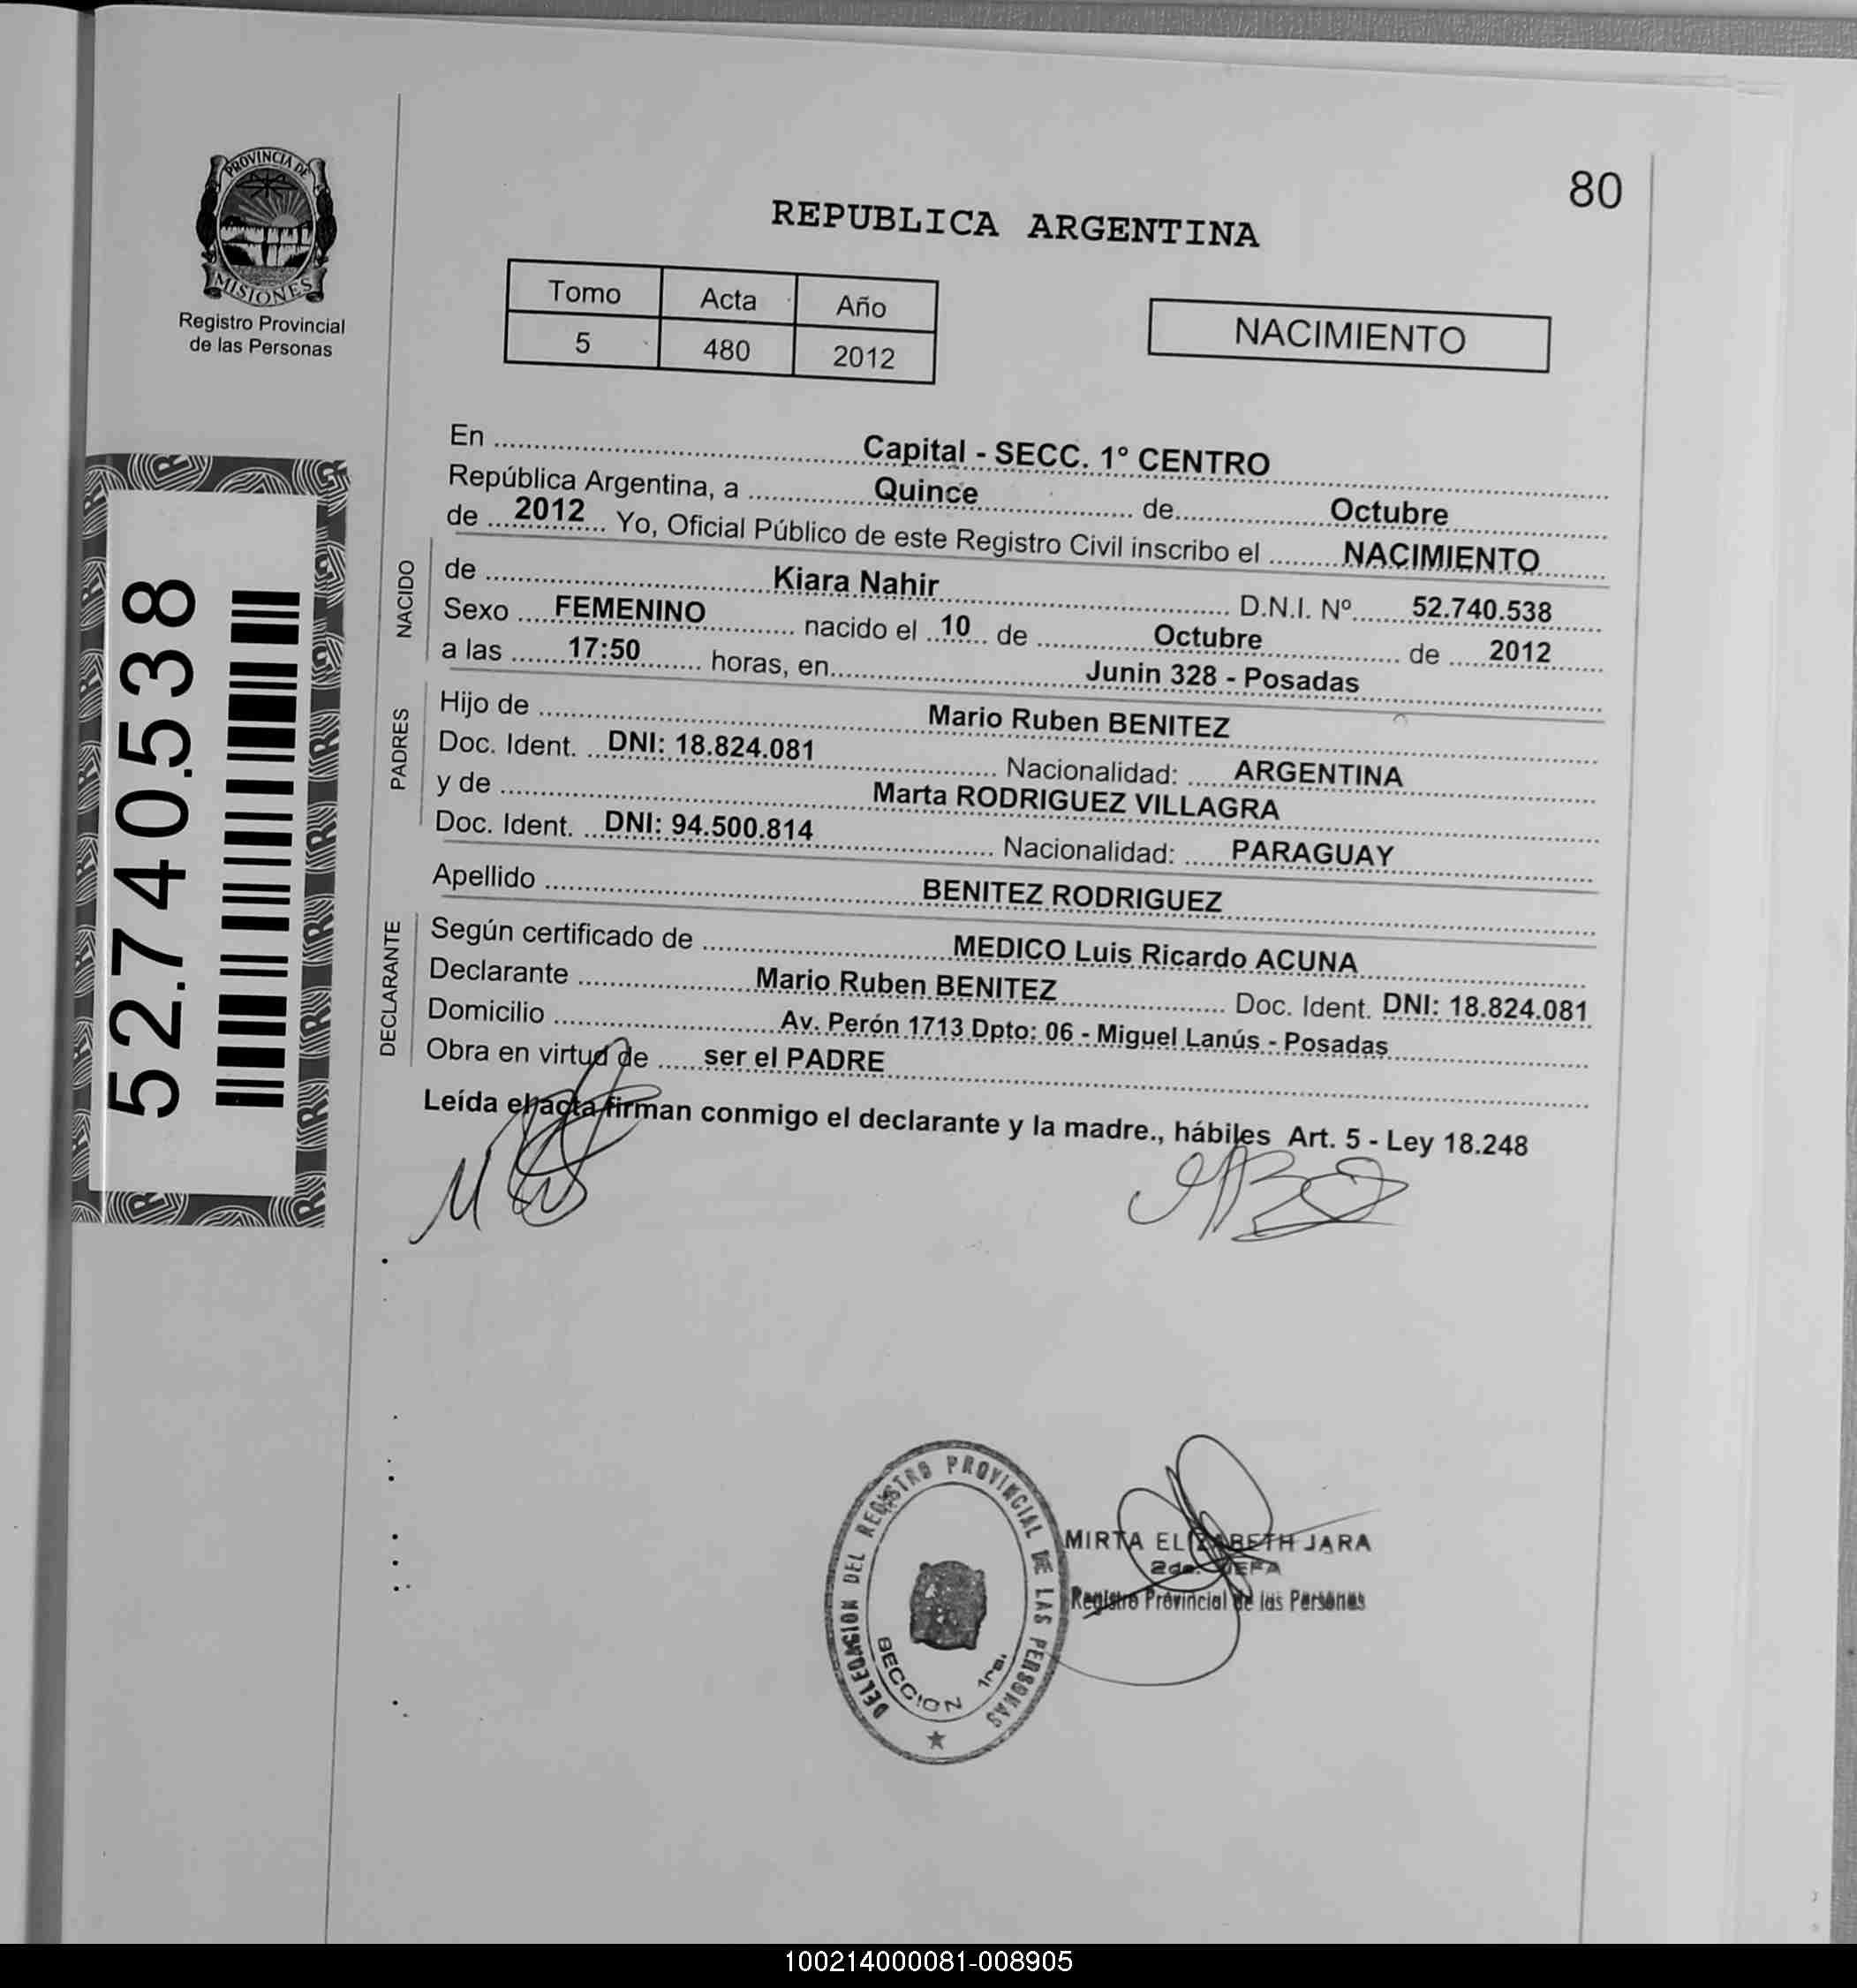 80
PROVINCIA DE
MISIONES
Registro Provincial
de las Personas
REPUBLICA ARGENTINA
Tomo Acta Año
5 480 2012
NACIMIENTO
52.740.538
En Capital - SECC. 1° CENTRO
República Argentina, a Quince de Octubre
de 2012 Yo, Oficial Público de este Registro Civil inscribo el NACIMIENTO
NACIDO
de Kiara Nahir D.N.I. Nº 52.740.538
Sexo FEMENINO nacido el 10 de Octubre de 2012
a las 17:50 horas, en Junin 328 - Posadas
PADRES
Hijo de Mario Ruben BENITEZ
Doc. Ident. DNI: 18.824.081 Nacionalidad: ARGENTINA
y de Marta RODRIGUEZ VILLAGRA
Doc. Ident. DNI: 94.500.814 Nacionalidad: PARAGUAY
Apellido BENITEZ RODRIGUEZ
DECLARANTE
Según certificado de MEDICO Luis Ricardo ACUNA
Declarante Mario Ruben BENITEZ Doc. Ident. DNI: 18.824.081
Domicilio Av. Perón 1713 Dpto: 06 - Miguel Lanús - Posadas
Obra en virtud de ser el PADRE
Leída el acta firman conmigo el declarante y la madre., hábiles Art. 5 - Ley 18.248
DELEGACION DEL REGISTRO PROVINCIAL DE LAS PERSONAS
SECCION 1ra.
MIRTA ELIZABETH JARA
2da. JEFA
Registro Provincial de las Personas
100214000081-008905